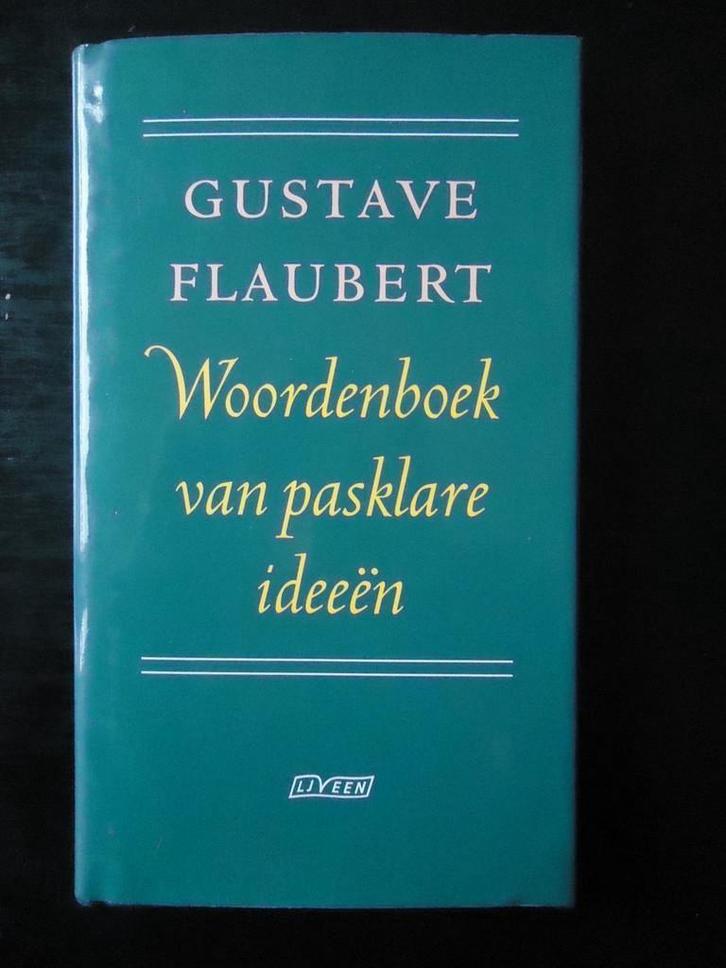 GUSTAVE
FLAUBERT
Woordenboek
van pasklare
ideeën
LJVEEN